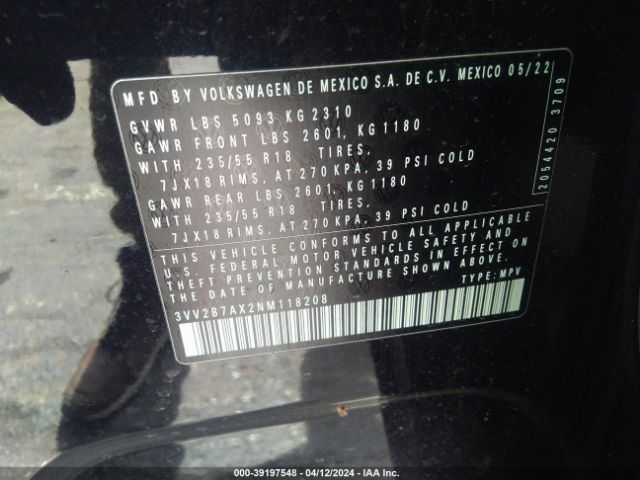 MFD BY VOLKSWAGEN DE MEXICO S.A. DE C.V. MEXICO 05/22
GVWR LBS 5093 KG 2310
GAWR FRONT LBS 2601, KG1180
WITH 235/55 R18 TIRES,
7JX18 RIMS, AT 270 KPA, 39 PSI COLD
GAWR REAR LBS 2601, KG1180
WITH 235/55 R18 TIRES,
7JX18 RIMS, AT 270 KPA, 39 PSI COLD
THIS VEHICLE CONFORMS TO ALL APPLICABLE
U.S. FEDERAL MOTOR VEHICLE SAFETY AND
THEFT PREVENTION STANDARDS IN EFFECT ON
THE DATE OF MANUFACTURE SHOWN ABOVE.
TYPE: MPV
3VV2B7AX2NM118208
2054420 3709
000-39197548 - 04/12/2024 - IAA Inc.